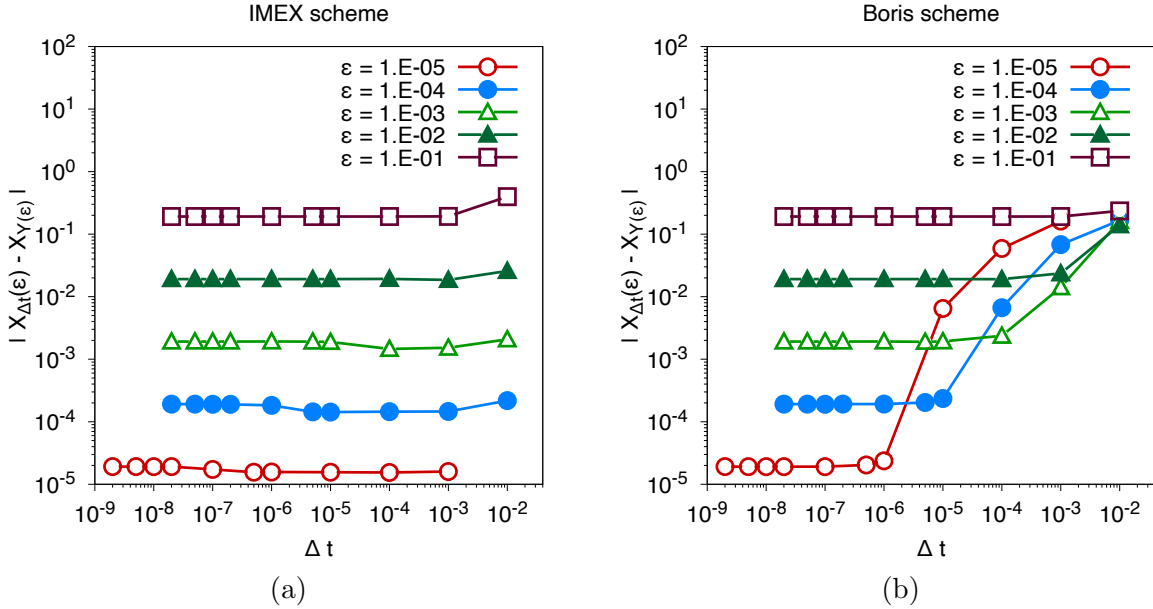 IMEX scheme
| X_Δt(ε) - X_Y(ε) |
10^2
10^1
10^0
10^-1
10^-2
10^-3
10^-4
10^-5
ε = 1.E-05
ε = 1.E-04
ε = 1.E-03
ε = 1.E-02
ε = 1.E-01
10^-9 10^-8 10^-7 10^-6 10^-5 10^-4 10^-3 10^-2
Δ t
(a)
Boris scheme
| X_Δt(ε) - X_Y(ε) |
10^2
10^1
10^0
10^-1
10^-2
10^-3
10^-4
10^-5
ε = 1.E-05
ε = 1.E-04
ε = 1.E-03
ε = 1.E-02
ε = 1.E-01
10^-9 10^-8 10^-7 10^-6 10^-5 10^-4 10^-3 10^-2
Δ t
(b)